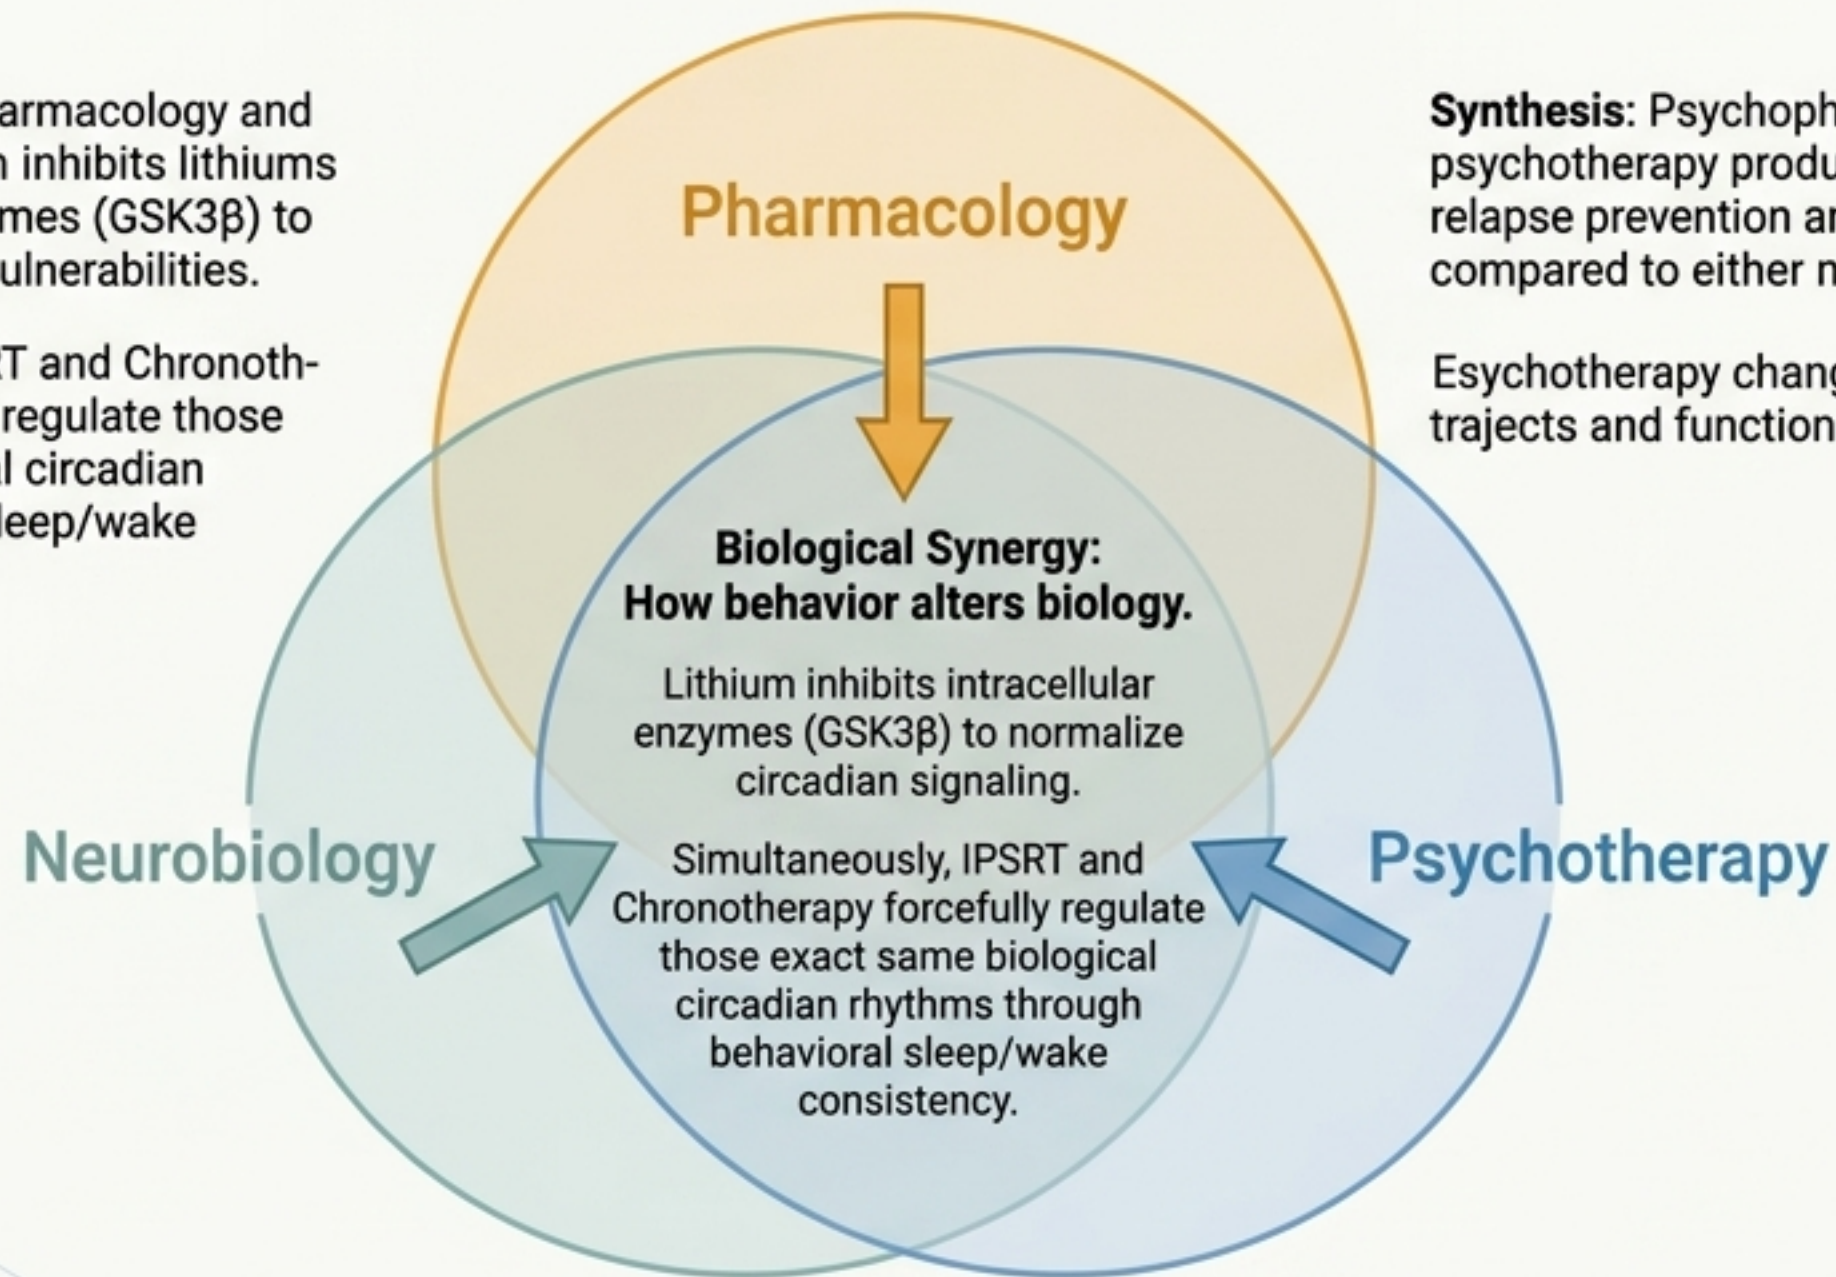 armacology and
inhibits lithiums
mes (GSK3β) to
ulnerabilities.
T and Chronoth-
regulate those
l circadian
leep/wake
Pharmacology
Biological Synergy:
How behavior alters biology.
Lithium inhibits intracellular
enzymes (GSK3β) to normalize
circadian signaling.
Simultaneously, IPSRT and
Chronotherapy forcefully regulate
those exact same biological
circadian rhythms through
behavioral sleep/wake
consistency.
Neurobiology
Psychotherapy
Synthesis: Psychoph
psychotherapy produ
relapse prevention a
compared to either
Esychotherapy chang
trajects and function